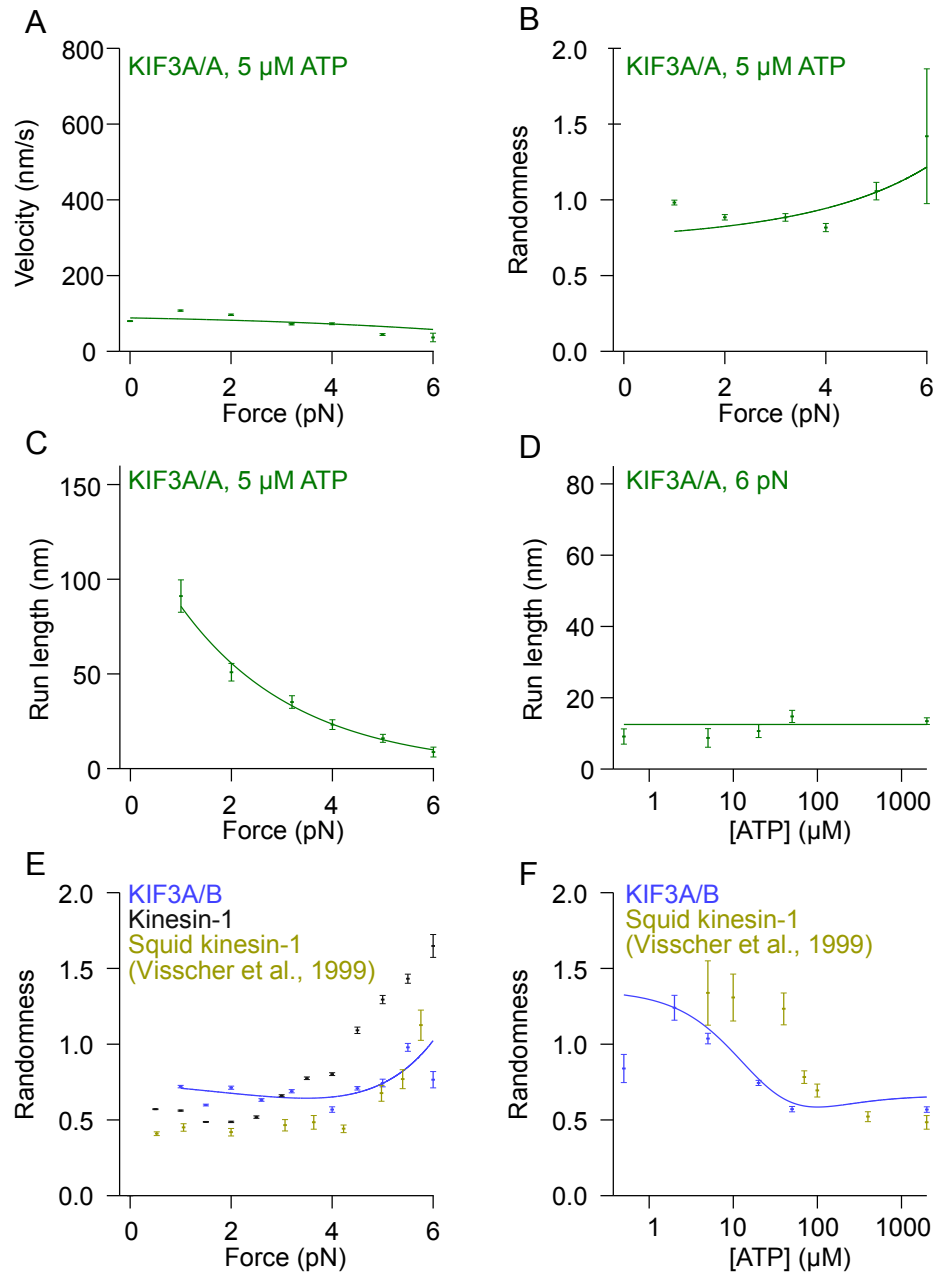 A
KIF3A/A, 5 µM ATP
Velocity (nm/s)
800
600
400
200
0
0 2 4 6
Force (pN)
B
KIF3A/A, 5 µM ATP
Randomness
2.0
1.5
1.0
0.5
0.0
0 2 4 6
Force (pN)
C
KIF3A/A, 5 µM ATP
Run length (nm)
150
100
50
0
0 2 4 6
Force (pN)
D
KIF3A/A, 6 pN
Run length (nm)
80
60
40
20
0
1 10 100 1000
[ATP] (µM)
E
KIF3A/B
Kinesin-1
Squid kinesin-1
(Visscher et al., 1999)
Randomness
2.0
1.5
1.0
0.5
0.0
0 2 4 6
Force (pN)
F
KIF3A/B
Squid kinesin-1
(Visscher et al., 1999)
Randomness
2.0
1.5
1.0
0.5
0.0
1 10 100 1000
[ATP] (µM)